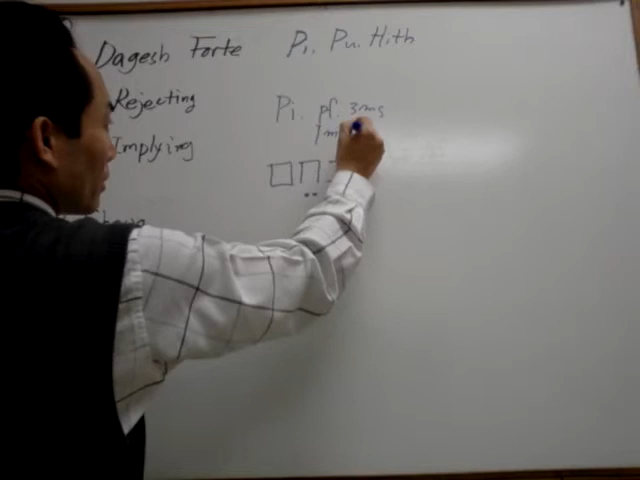 Dagesh Forte Pi. Pu. Hith
Rejecting Pi. pf. 3ms
Implying